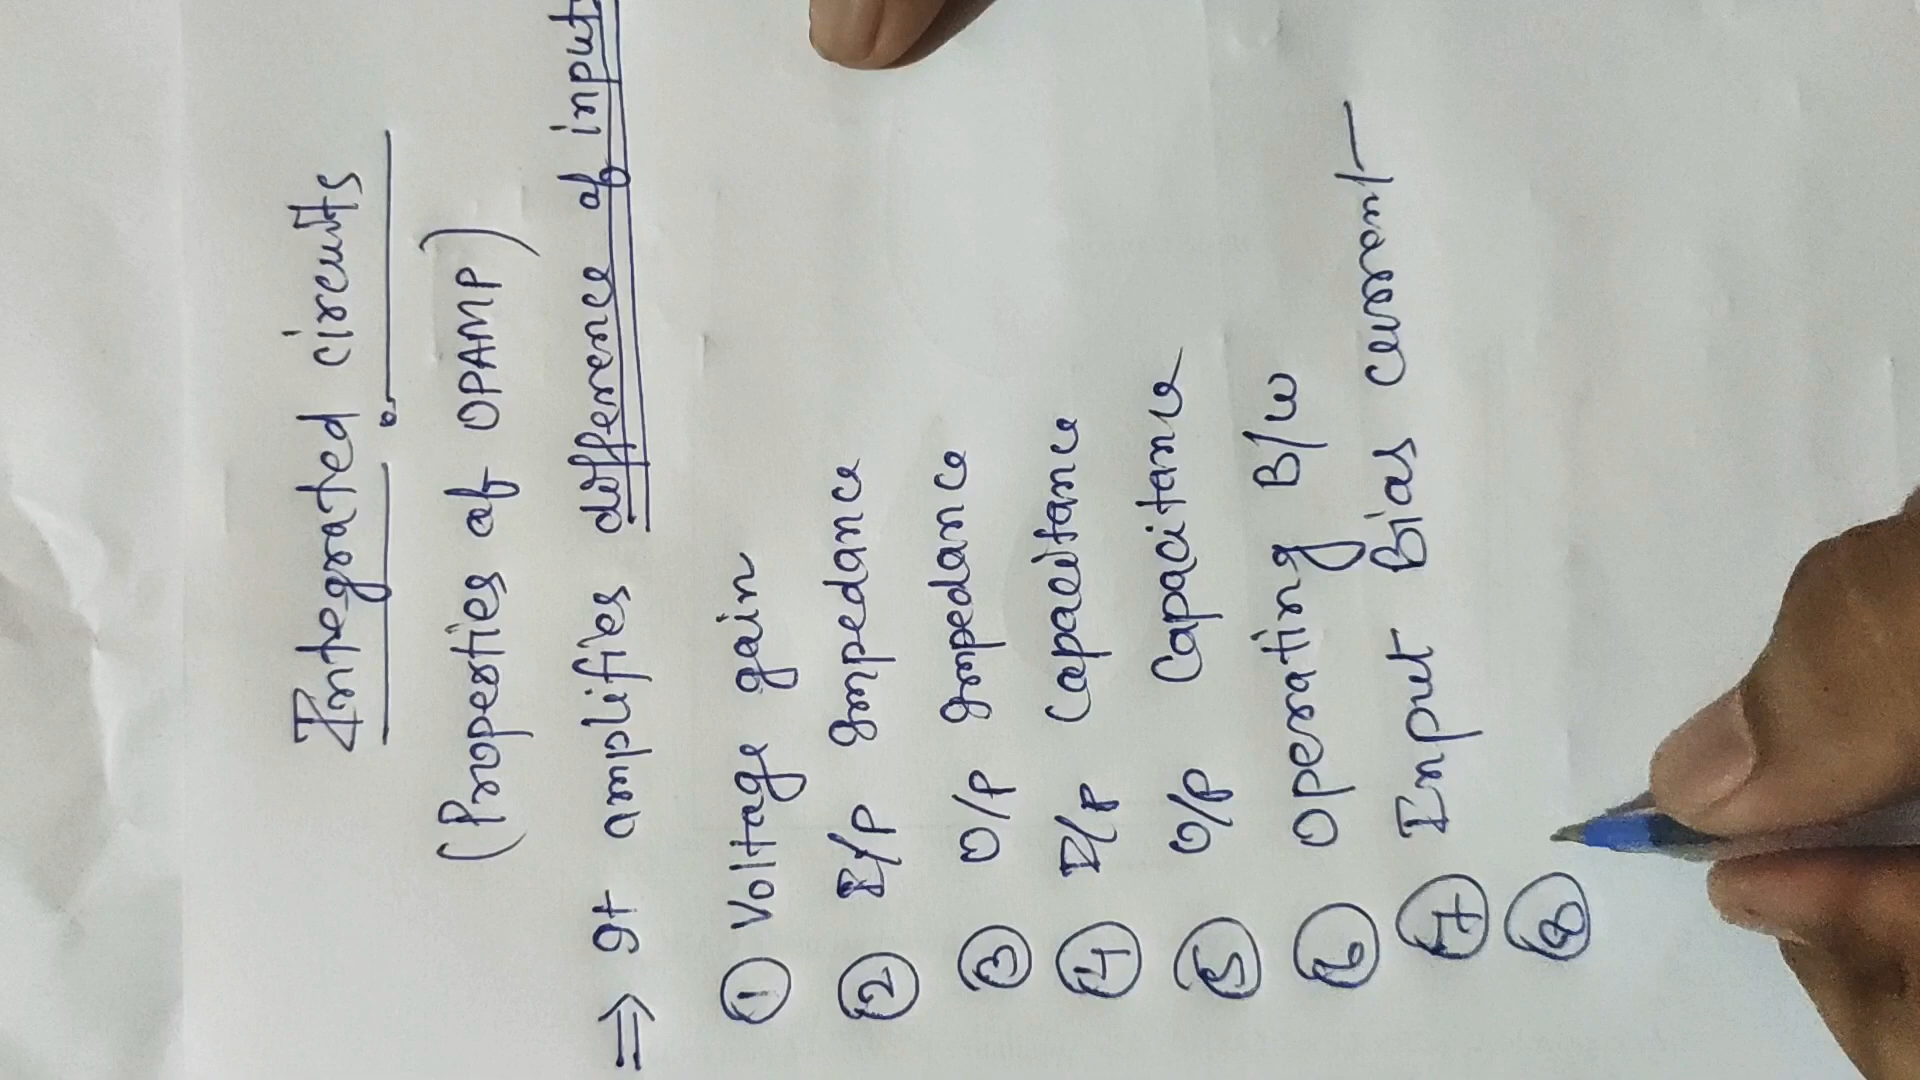 Integrated circuits
(Properties of OPAMP)
⇒ It amplifies difference of input
① Voltage gain
② I/P Impedance
③ O/P Impedance
④ I/P Capacitance
⑤ O/P Capacitance
⑥ Operating B/W
⑦ Input Bias current
⑧